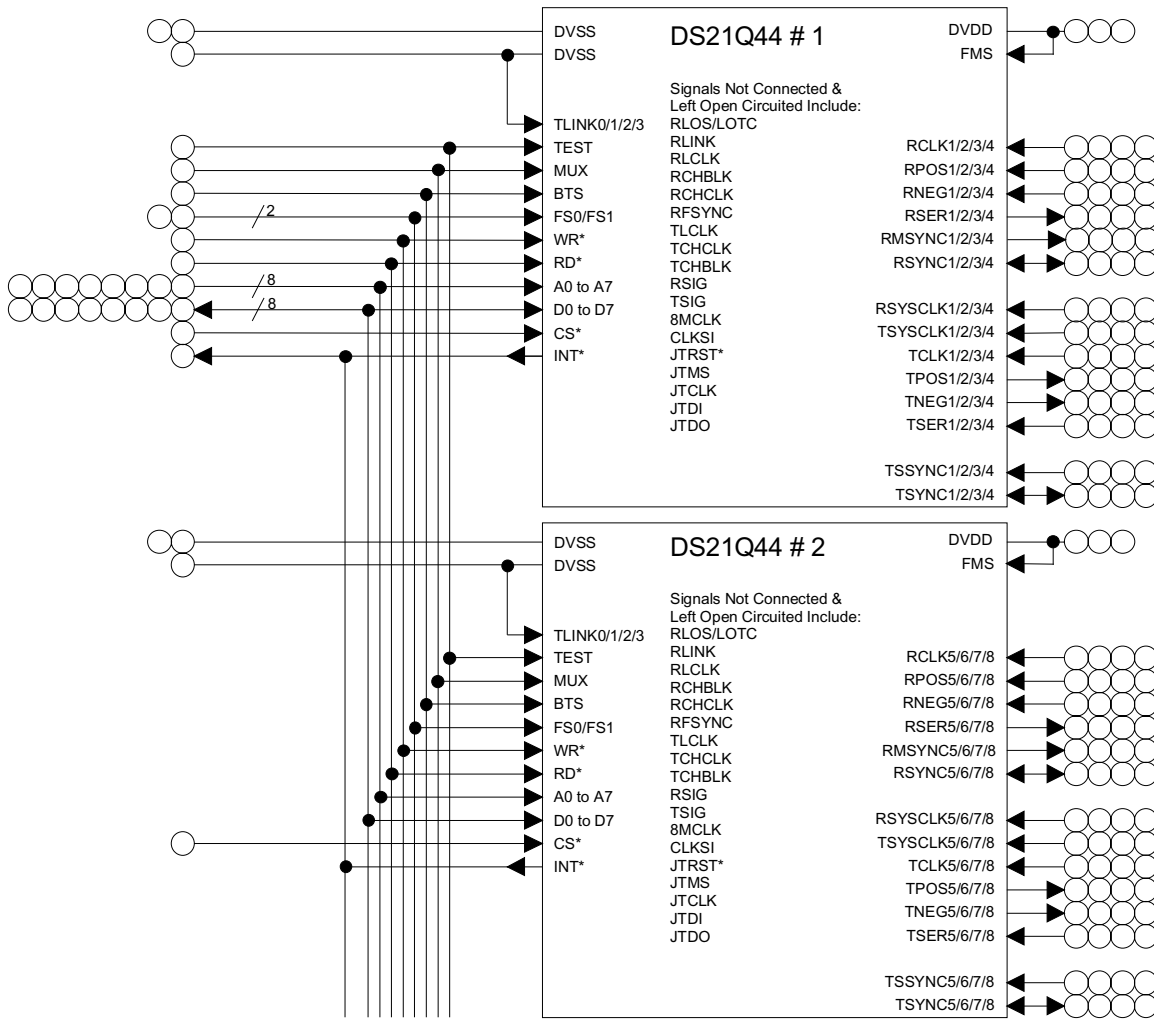 DVSS
DVSS
TLINK0/1/2/3
TEST
MUX
BTS
2
FS0/FS1
WR*
RD*
8
A0 to A7
8
D0 to D7
CS*
INT*
DS21Q44 # 1
Signals Not Connected &
Left Open Circuited Include:
RLOS/LOTC
RLINK
RLCLK
RCHBLK
RCHCLK
RFSYNC
TLCLK
TCHCLK
TCHBLK
RSIG
TSIG
8MCLK
CLKSI
JTRST*
JTMS
JTCLK
JTDI
JTDO
DVDD
FMS
RCLK1/2/3/4
RPOS1/2/3/4
RNEG1/2/3/4
RSER1/2/3/4
RMSYNC1/2/3/4
RSYNC1/2/3/4
RSYSCLK1/2/3/4
TSYSCLK1/2/3/4
TCLK1/2/3/4
TPOS1/2/3/4
TNEG1/2/3/4
TSER1/2/3/4
TSSYNC1/2/3/4
TSYNC1/2/3/4
DVSS
DVSS
TLINK0/1/2/3
TEST
MUX
BTS
FS0/FS1
WR*
RD*
A0 to A7
D0 to D7
CS*
INT*
DS21Q44 # 2
Signals Not Connected &
Left Open Circuited Include:
RLOS/LOTC
RLINK
RLCLK
RCHBLK
RCHCLK
RFSYNC
TLCLK
TCHCLK
TCHBLK
RSIG
TSIG
8MCLK
CLKSI
JTRST*
JTMS
JTCLK
JTDI
JTDO
DVDD
FMS
RCLK5/6/7/8
RPOS5/6/7/8
RNEG5/6/7/8
RSER5/6/7/8
RMSYNC5/6/7/8
RSYNC5/6/7/8
RSYSCLK5/6/7/8
TSYSCLK5/6/7/8
TCLK5/6/7/8
TPOS5/6/7/8
TNEG5/6/7/8
TSER5/6/7/8
TSSYNC5/6/7/8
TSYNC5/6/7/8